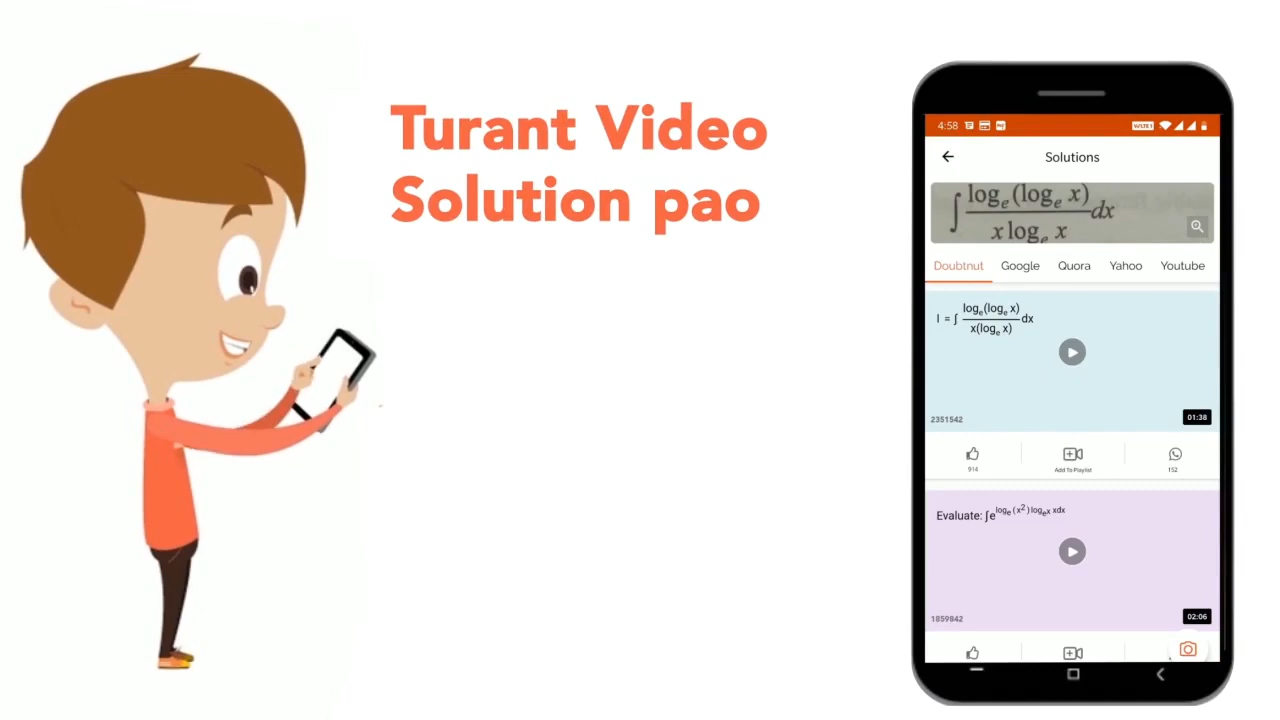 Turant Video
Solution pao
4:58
VoLTE1
Solutions
∫ logₑ(logₑ x) / x logₑ x dx
Doubtnut Google Quora Yahoo Youtube
I = ∫ logₑ(logₑ x) / x(logₑ x) dx
2351542 01:38
914 Add To Playlist 152
Evaluate: ∫e^logₑ(x²)logₑx xdx
1859842 02:06